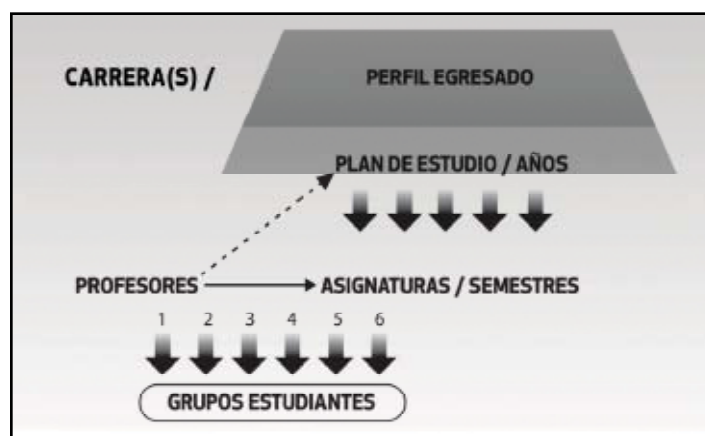 CARRERA(S) /
PERFIL EGRESADO
PLAN DE ESTUDIO / AÑOS
PROFESORES
ASIGNATURAS / SEMESTRES
1 2 3 4 5 6
GRUPOS ESTUDIANTES